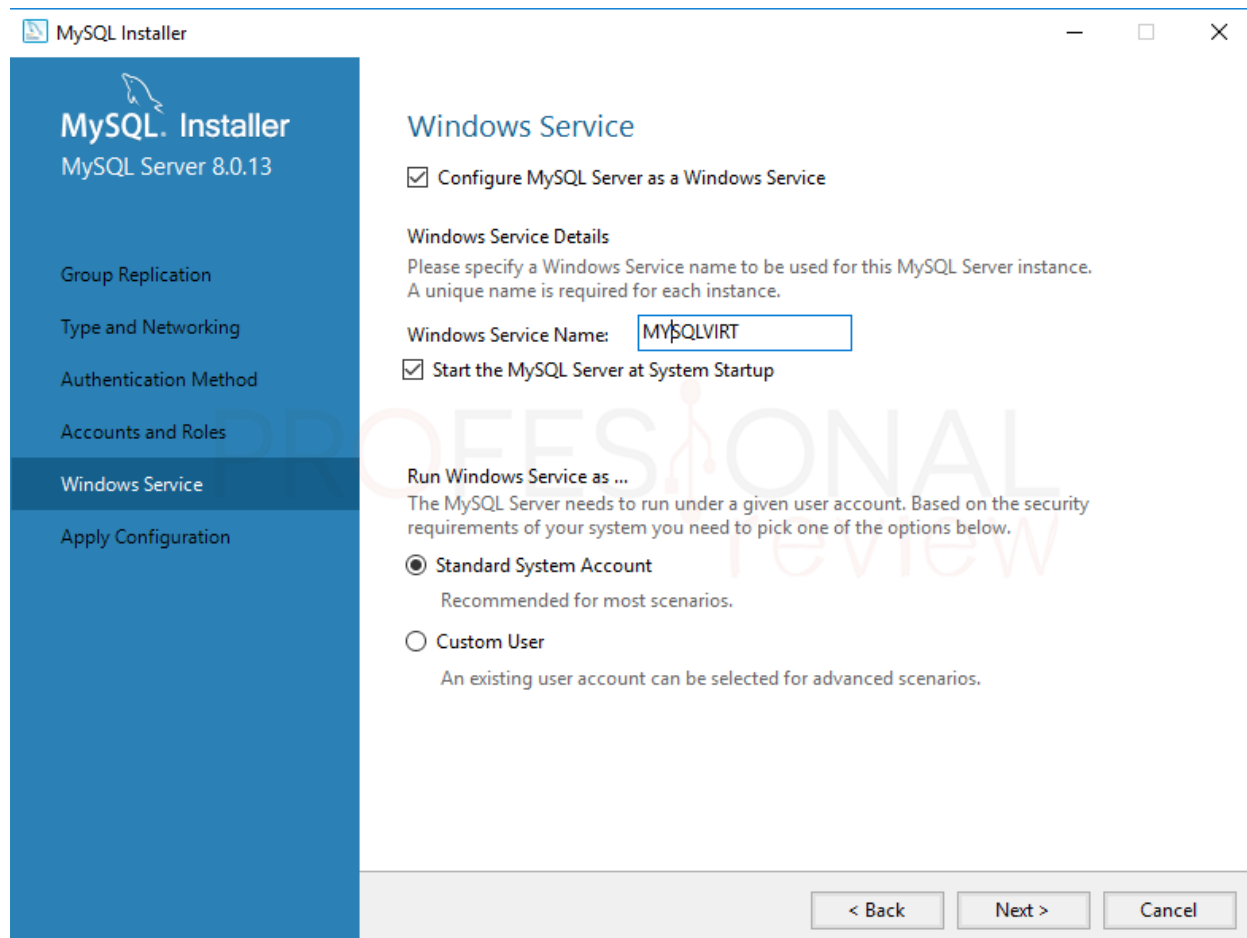 MySQL Installer
MySQL. Installer
MySQL Server 8.0.13
Group Replication
Type and Networking
Authentication Method
Accounts and Roles
Windows Service
Apply Configuration
Windows Service
Configure MySQL Server as a Windows Service
Windows Service Details
Please specify a Windows Service name to be used for this MySQL Server instance.
A unique name is required for each instance.
Windows Service Name: MYSQLVIRT
Start the MySQL Server at System Startup
PROFESIONAL
review
Run Windows Service as ...
The MySQL Server needs to run under a given user account. Based on the security
requirements of your system you need to pick one of the options below.
Standard System Account
Recommended for most scenarios.
Custom User
An existing user account can be selected for advanced scenarios.
< Back Next > Cancel